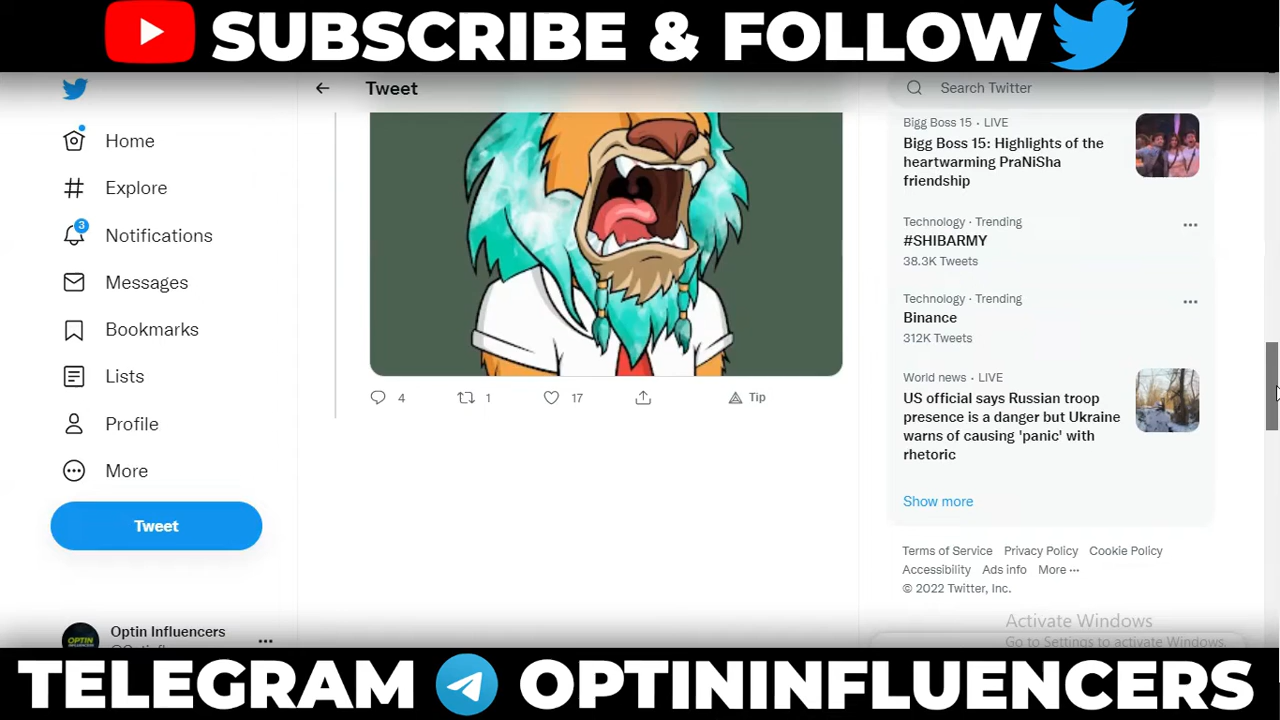 SUBSCRIBE & FOLLOW
Tweet
Search Twitter
Home
Explore
3
Notifications
Messages
Bookmarks
Lists
Profile
More
Tweet
Optin Influencers
OPTIN
4
1
17
Tip
Bigg Boss 15 · LIVE
Bigg Boss 15: Highlights of the
heartwarming PraNiSha
friendship
Technology · Trending
#SHIBARMY
38.3K Tweets
Technology · Trending
Binance
312K Tweets
World news · LIVE
US official says Russian troop
presence is a danger but Ukraine
warns of causing 'panic' with
rhetoric
Show more
Terms of Service Privacy Policy Cookie Policy
Accessibility Ads info More ···
© 2022 Twitter, Inc.
Activate Windows
Go to Settings to activate Windows.
TELEGRAM OPTININFLUENCERS